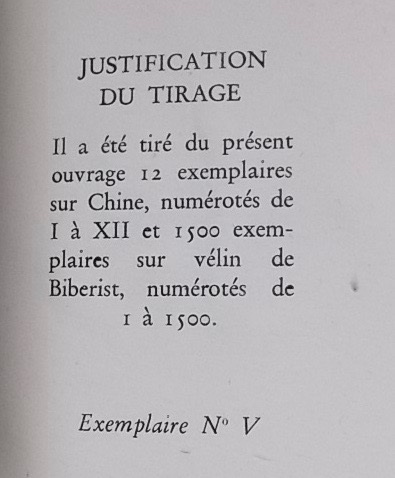 JUSTIFICATION
DU TIRAGE
Il a été tiré du présent
ouvrage 12 exemplaires
sur Chine, numérotés de
I à XII et 1500 exem-
plaires sur vélin de
Biberist, numérotés de
1 à 1500.
Exemplaire N° V